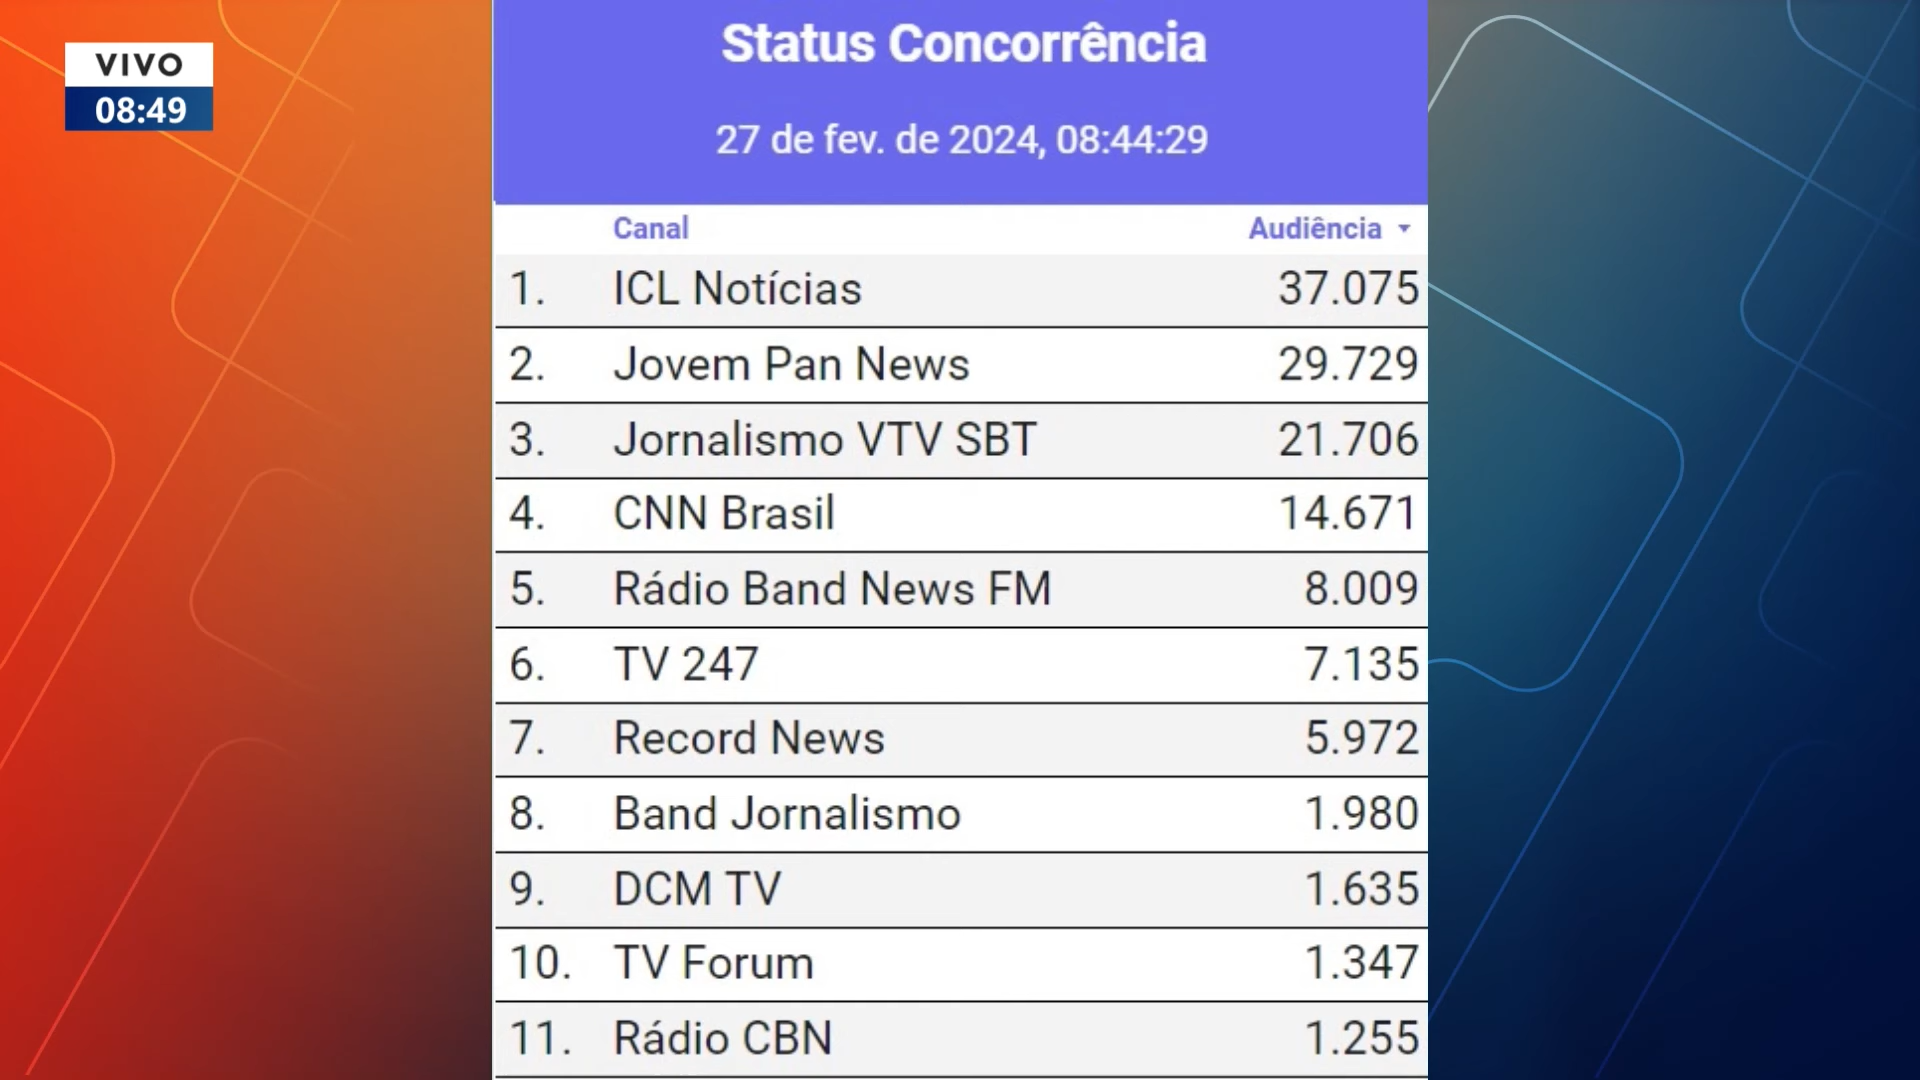 VIVO
08:49
Status Concorrência
27 de fev. de 2024, 08:44:29
Canal Audiência
1. ICL Notícias 37.075
2. Jovem Pan News 29.729
3. Jornalismo VTV SBT 21.706
4. CNN Brasil 14.671
5. Rádio Band News FM 8.009
6. TV 247 7.135
7. Record News 5.972
8. Band Jornalismo 1.980
9. DCM TV 1.635
10. TV Forum 1.347
11. Rádio CBN 1.255